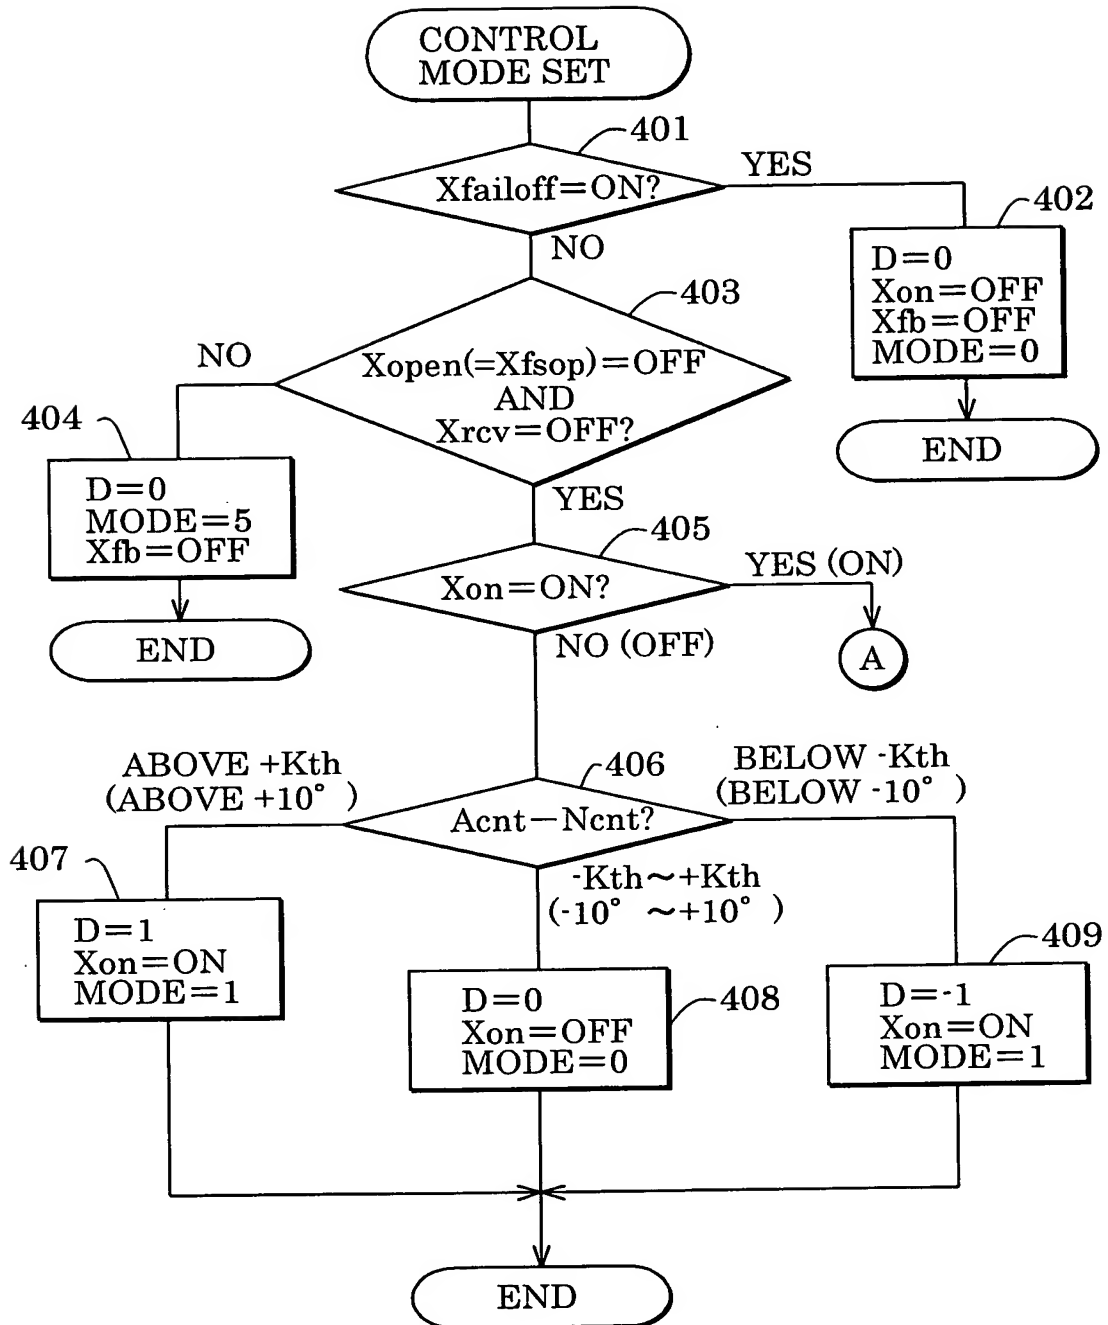 CONTROL
MODE SET
401
Xfailoff=ON?
YES
402
NO
D=0
Xon=OFF
Xfb=OFF
MODE=0
END
403
Xopen(=Xfsop)=OFF
AND
Xrcv=OFF?
NO
404
D=0
MODE=5
Xfb=OFF
END
YES
405
Xon=ON?
YES (ON)
A
NO (OFF)
406
Acnt-Ncnt?
ABOVE +Kth
(ABOVE +10°)
BELOW -Kth
(BELOW -10°)
-Kth~+Kth
(-10° ~+10°)
407
D=1
Xon=ON
MODE=1
408
D=0
Xon=OFF
MODE=0
409
D=-1
Xon=ON
MODE=1
END